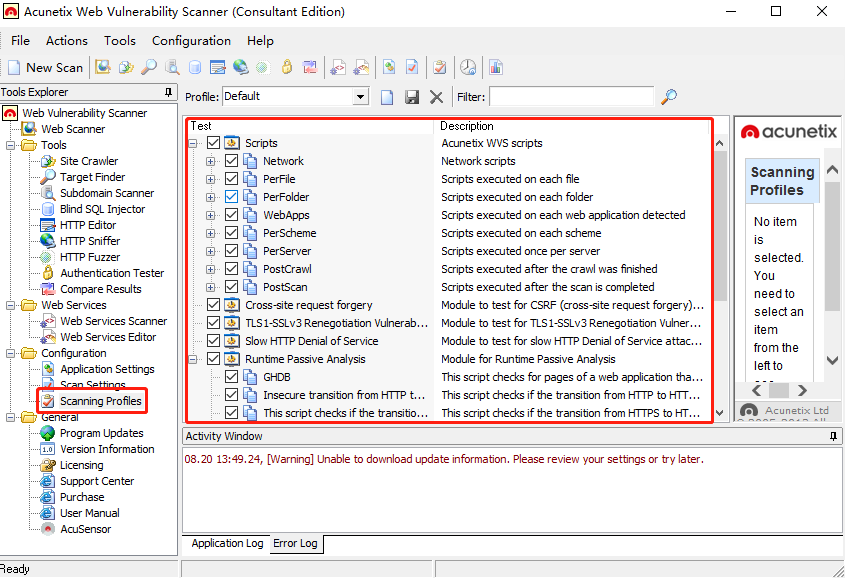 Acunetix Web Vulnerability Scanner (Consultant Edition)
File Actions Tools Configuration Help
New Scan
Tools Explorer
Web Vulnerability Scanner
Web Scanner
Tools
Site Crawler
Target Finder
Subdomain Scanner
Blind SQL Injector
HTTP Editor
HTTP Sniffer
HTTP Fuzzer
Authentication Tester
Compare Results
Web Services
Web Services Scanner
Web Services Editor
Configuration
Application Settings
Scan Settings
Scanning Profiles
General
Program Updates
Version Information
Licensing
Support Center
Purchase
User Manual
AcuSensor
Profile: Default Filter:
Test Description
Scripts Acunetix WVS scripts
Network Network scripts
PerFile Scripts executed on each file
PerFolder Scripts executed on each folder
WebApps Scripts executed on each web application detected
PerScheme Scripts executed on each scheme
PerServer Scripts executed once per server
PostCrawl Scripts executed after the crawl was finished
PostScan Scripts executed after the scan is completed
Cross-site request forgery Module to test for CSRF (cross-site request forgery)...
TLS1-SSLv3 Renegotiation Vulnerab... Module to test for TLS1-SSLv3 Renegotiation Vulner...
Slow HTTP Denial of Service Module to test for slow HTTP Denial of Service attac...
Runtime Passive Analysis Module for Runtime Passive Analysis
GHDB This script checks for pages of a web application tha...
Insecure transition from HTTP t... This script checks if the transition from HTTP to HTT...
This script checks if the transitio... This script checks if the transition from HTTPS to HT...
acunetix
Scanning
Profiles
No item
is
selected.
You
need to
select an
item
from the
left to
Acunetix Ltd
Activity Window
08.20 13:49.24, [Warning] Unable to download update information. Please review your settings or try later.
Application Log Error Log
Ready